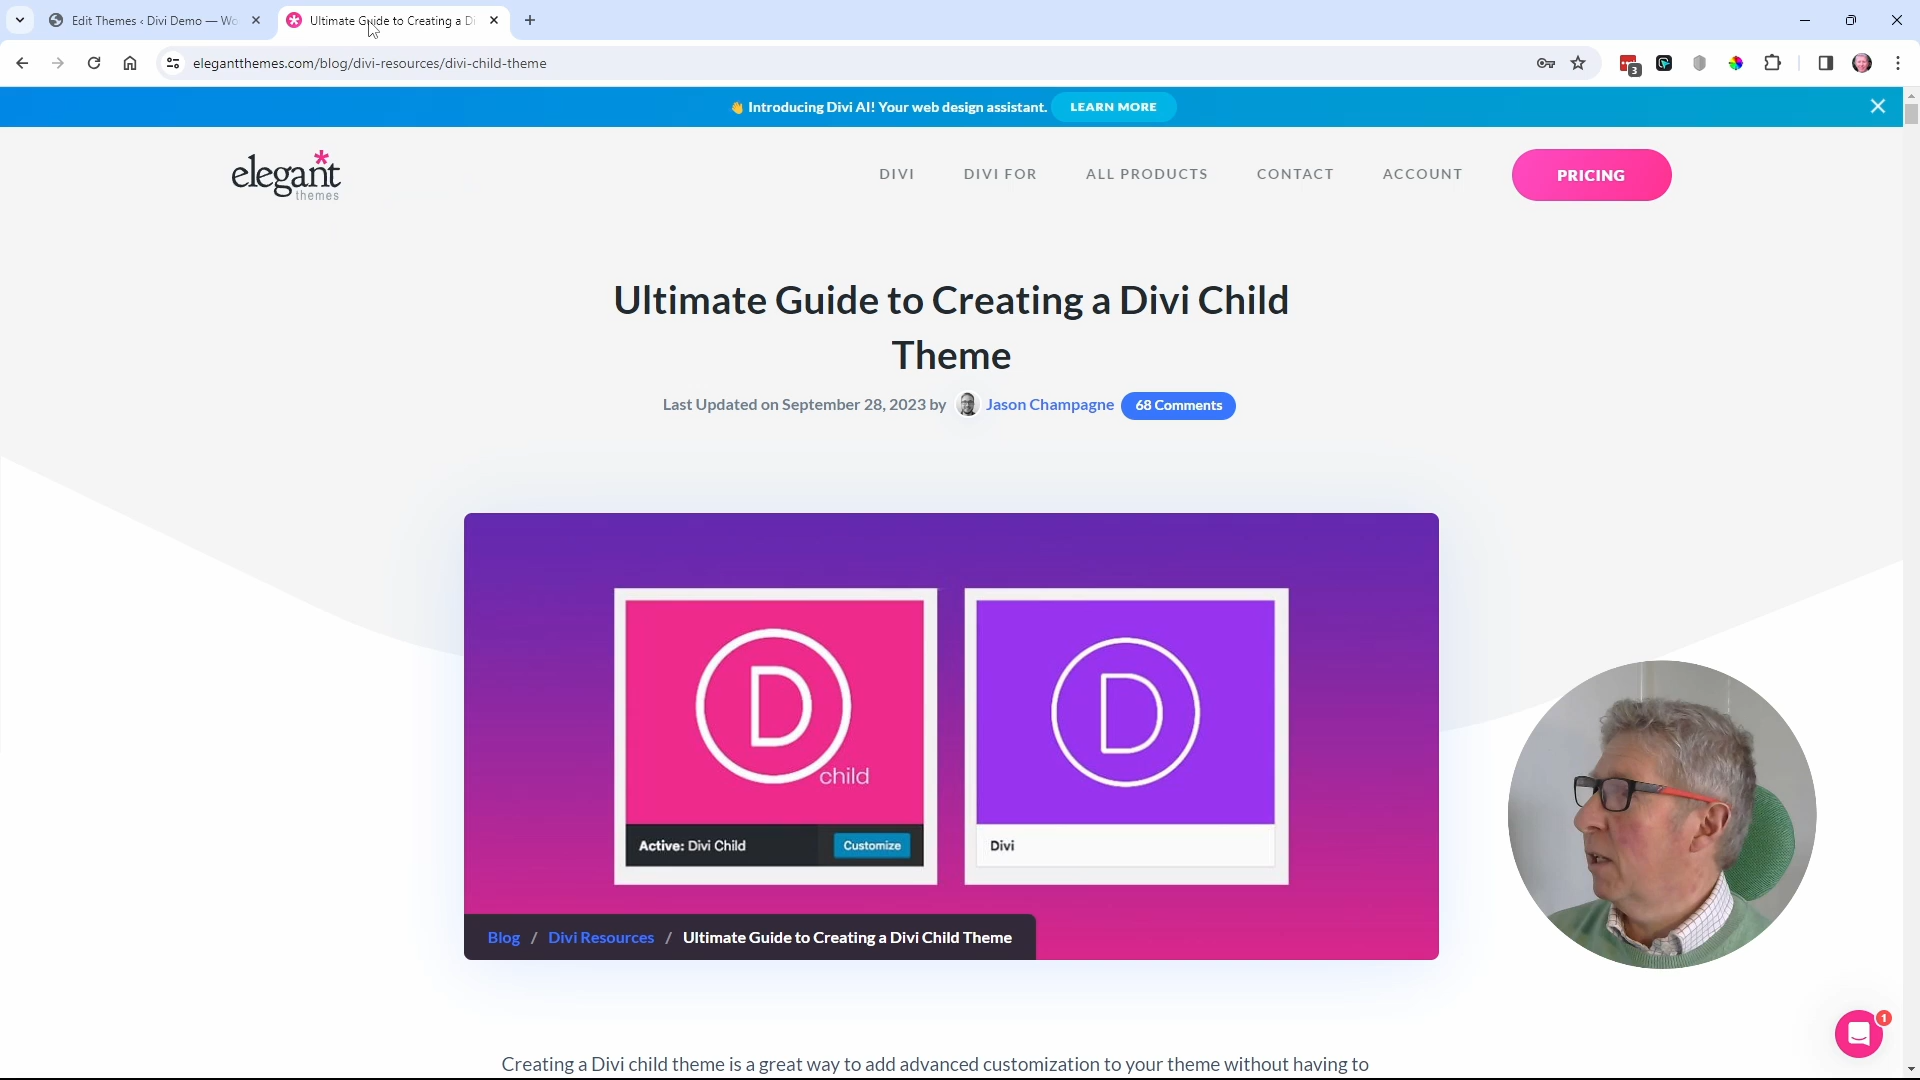 Edit Themes ‹ Divi Demo — Wo
Ultimate Guide to Creating a Di
elegantthemes.com/blog/divi-resources/divi-child-theme
3
👋 Introducing Divi AI! Your web design assistant. LEARN MORE
elegant themes
DIVI
DIVI FOR
ALL PRODUCTS
CONTACT
ACCOUNT
PRICING
Ultimate Guide to Creating a Divi Child
Theme
Last Updated on September 28, 2023 by Jason Champagne 68 Comments
D child
D
Active: Divi Child Customize
Divi
Blog / Divi Resources / Ultimate Guide to Creating a Divi Child Theme
1
Creating a Divi child theme is a great way to add advanced customization to your theme without having to